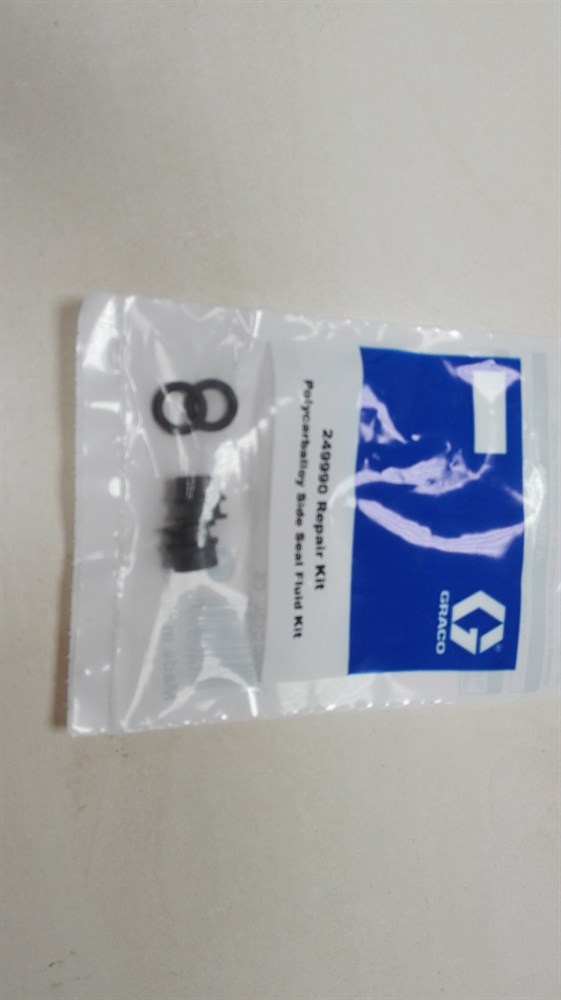 GRACO
249990 Repair Kit
Polycarballoy Side Seal Fluid Kit